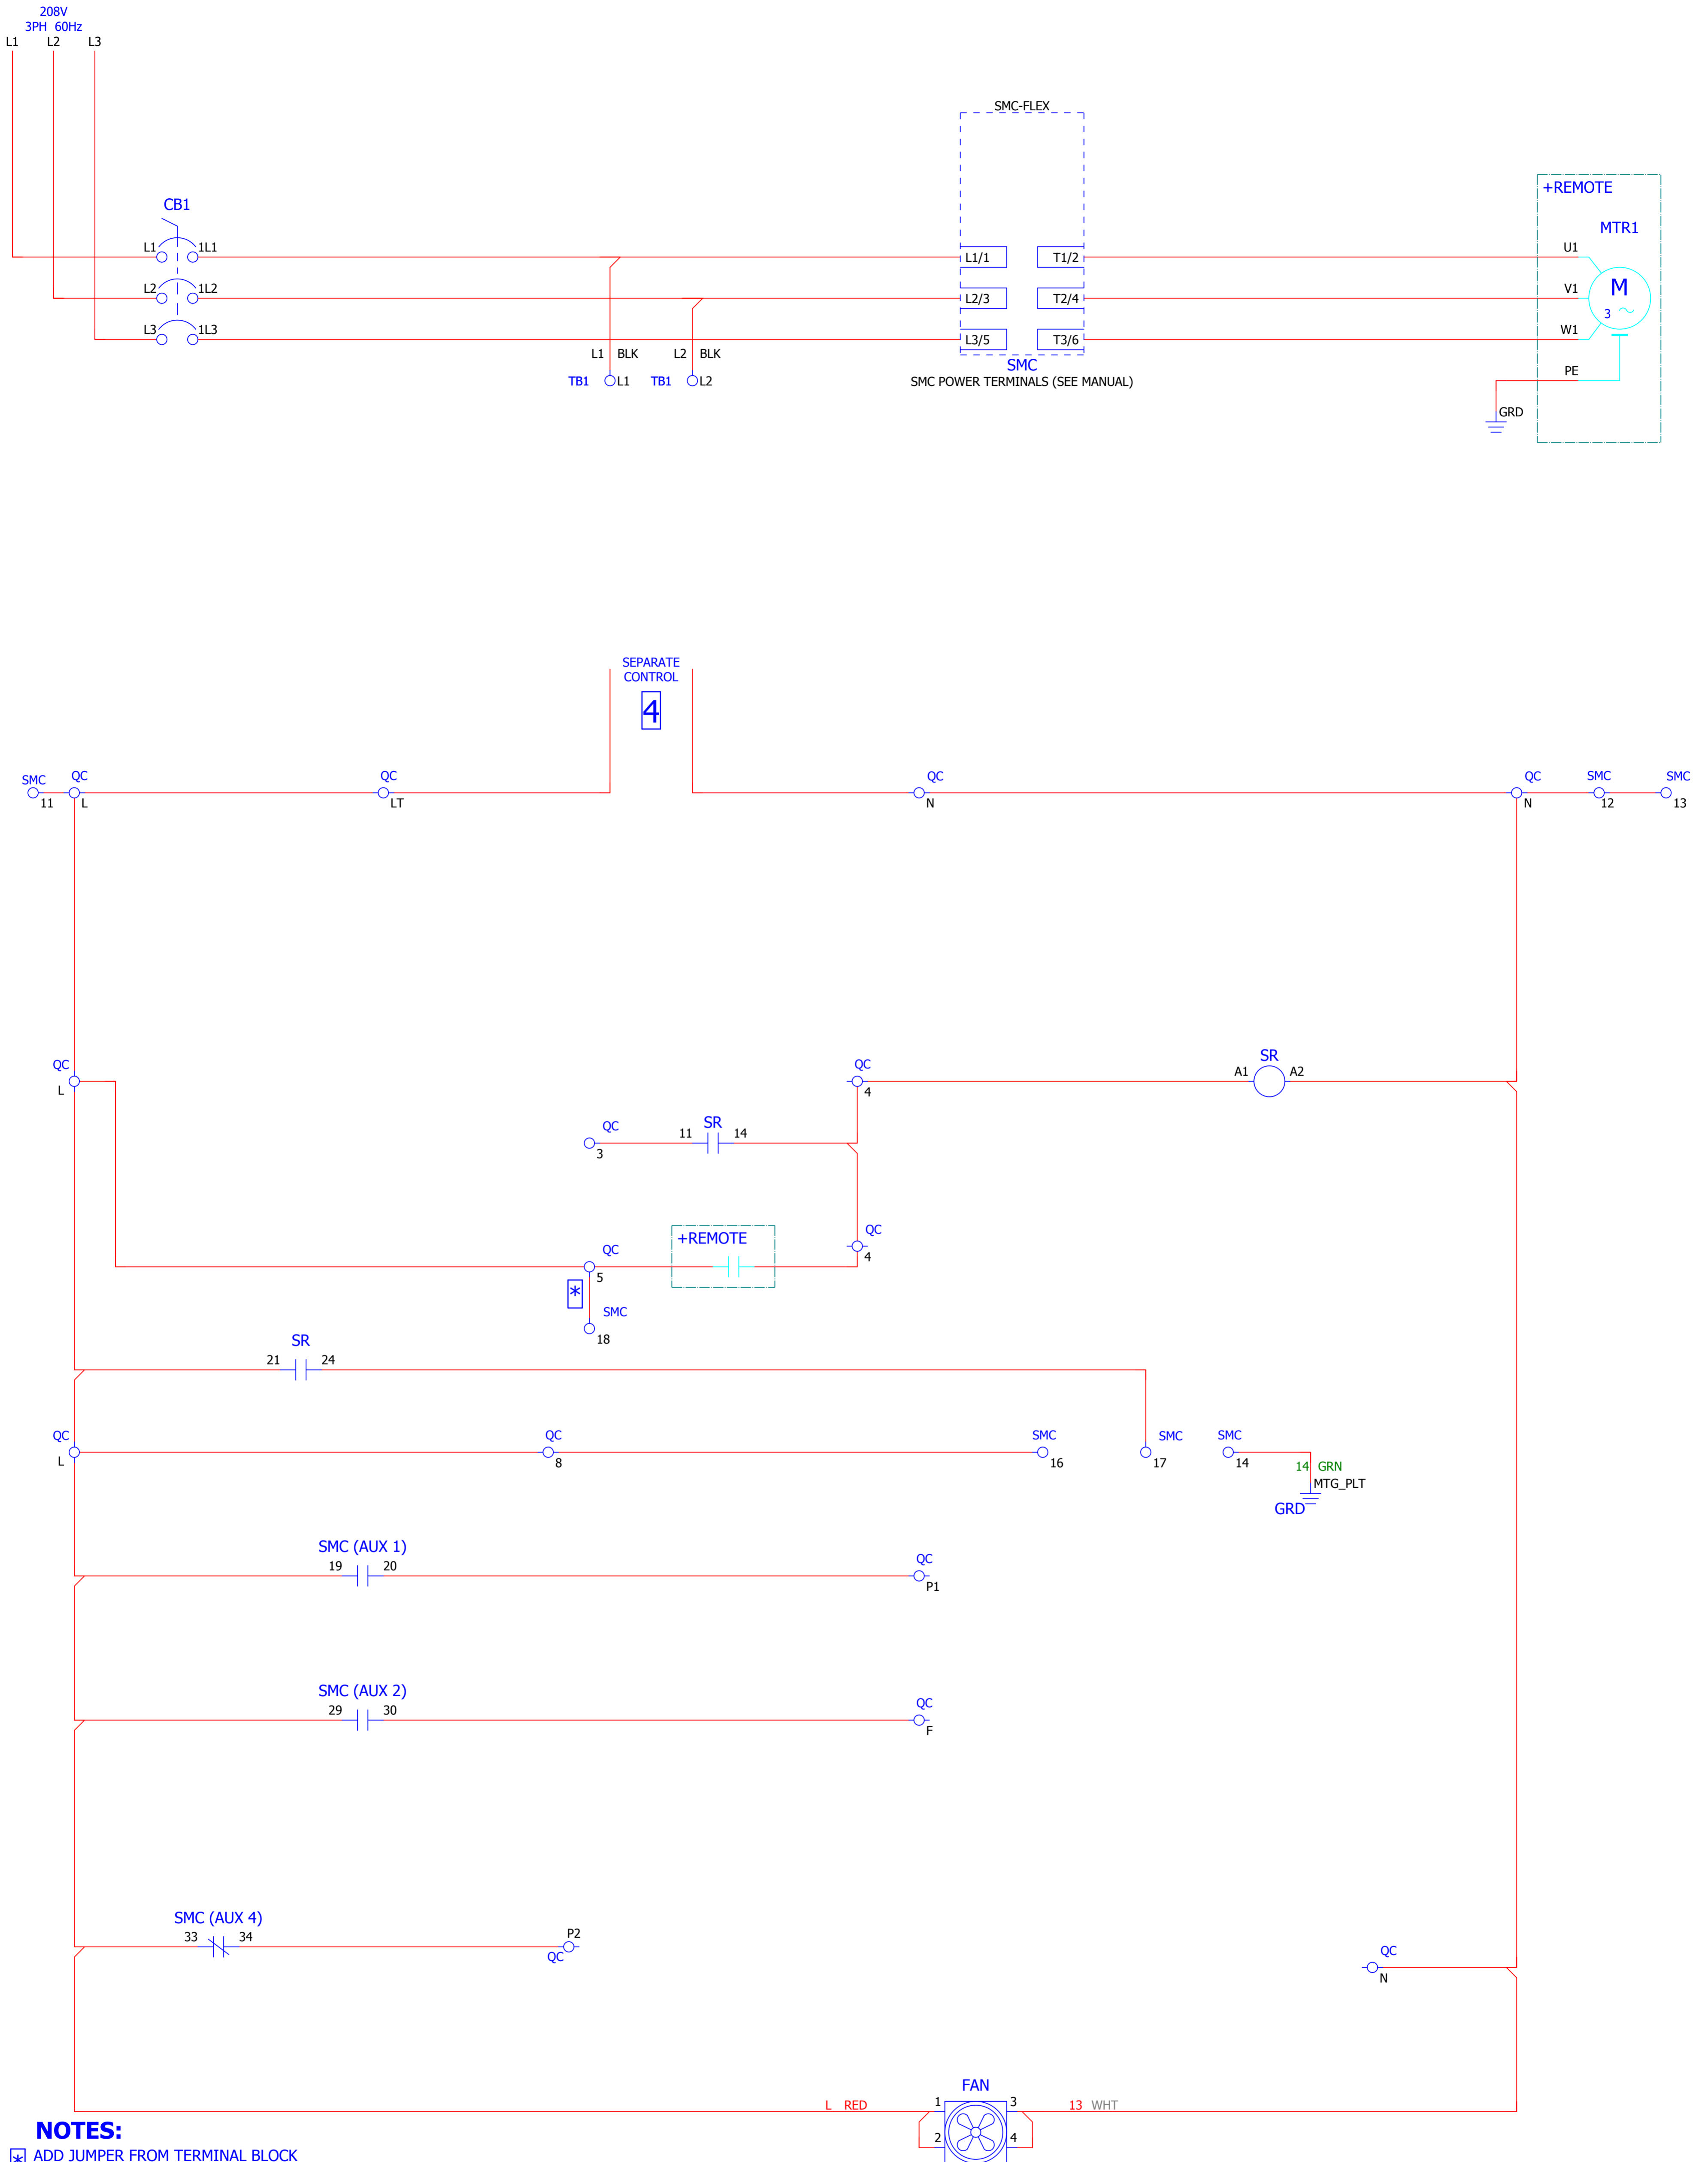 208V
3PH 60Hz
L1 L2 L3
SMC-FLEX
+REMOTE
CB1
MTR1
L1 1L1 L1/1 T1/2 U1
L2 1L2 L2/3 T2/4 V1 M
3
L3 1L3 L3/5 T3/6 W1
L1 BLK L2 BLK
SMC
TB1 L1 TB1 L2
SMC POWER TERMINALS (SEE MANUAL)
PE
GRD
SEPARATE
CONTROL
4
SMC QC QC QC QC SMC SMC
11 L LT N N 12 13
QC QC SR
A1 A2
L 4
QC SR
11 14
3
QC +REMOTE QC
4
5
*
SMC
18
SR
21 24
QC QC SMC SMC SMC
L 8 16 17 14
14 GRN
MTG_PLT
GRD
SMC (AUX 1)
19 20 QC
P1
SMC (AUX 2)
29 30 QC
F
SMC (AUX 4)
33 34 P2
QC
QC
N
FAN
L RED 1 3 13 WHT
2 4
NOTES:
* ADD JUMPER FROM TERMINAL BLOCK